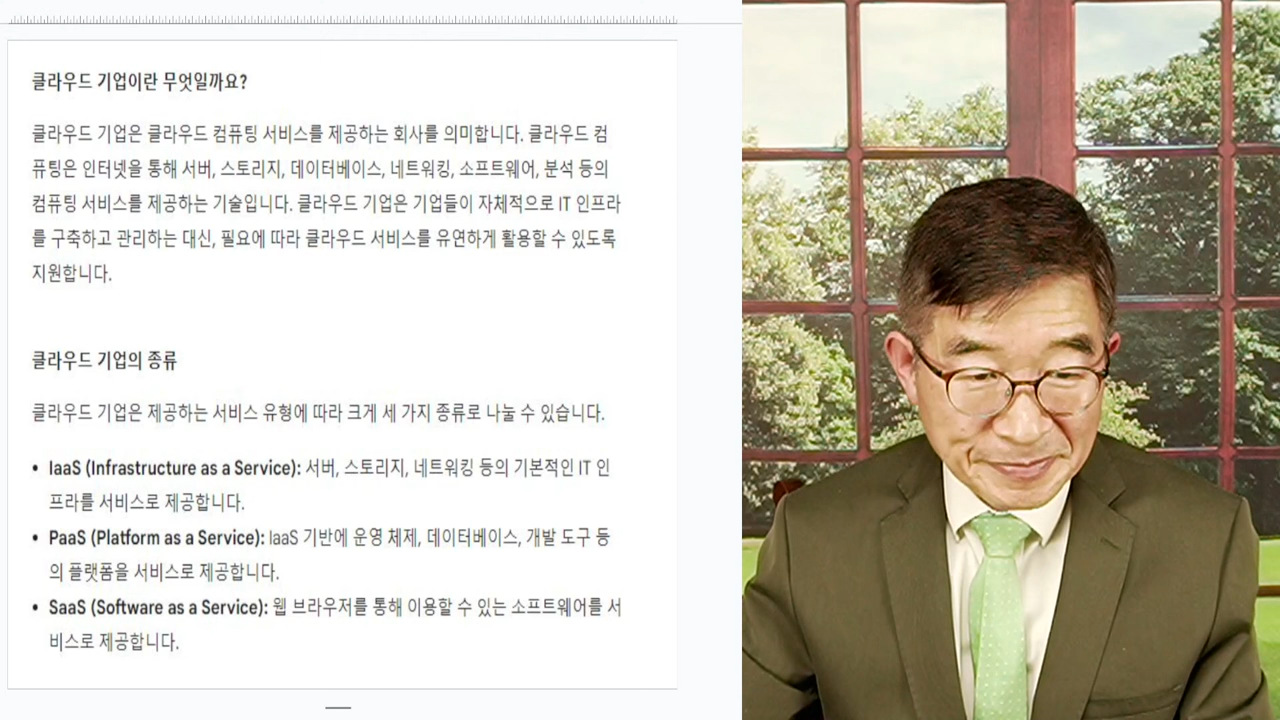 클라우드 기업이란 무엇일까요?
클라우드 기업은 클라우드 컴퓨팅 서비스를 제공하는 회사를 의미합니다. 클라우드 컴
퓨팅은 인터넷을 통해 서버, 스토리지, 데이터베이스, 네트워킹, 소프트웨어, 분석 등의
컴퓨팅 서비스를 제공하는 기술입니다. 클라우드 기업은 기업들이 자체적으로 IT 인프라
를 구축하고 관리하는 대신, 필요에 따라 클라우드 서비스를 유연하게 활용할 수 있도록
지원합니다.
클라우드 기업의 종류
클라우드 기업은 제공하는 서비스 유형에 따라 크게 세 가지 종류로 나눌 수 있습니다.
• IaaS (Infrastructure as a Service): 서버, 스토리지, 네트워킹 등의 기본적인 IT 인
프라를 서비스로 제공합니다.
• PaaS (Platform as a Service): IaaS 기반에 운영 체제, 데이터베이스, 개발 도구 등
의 플랫폼을 서비스로 제공합니다.
• SaaS (Software as a Service): 웹 브라우저를 통해 이용할 수 있는 소프트웨어를 서
비스로 제공합니다.